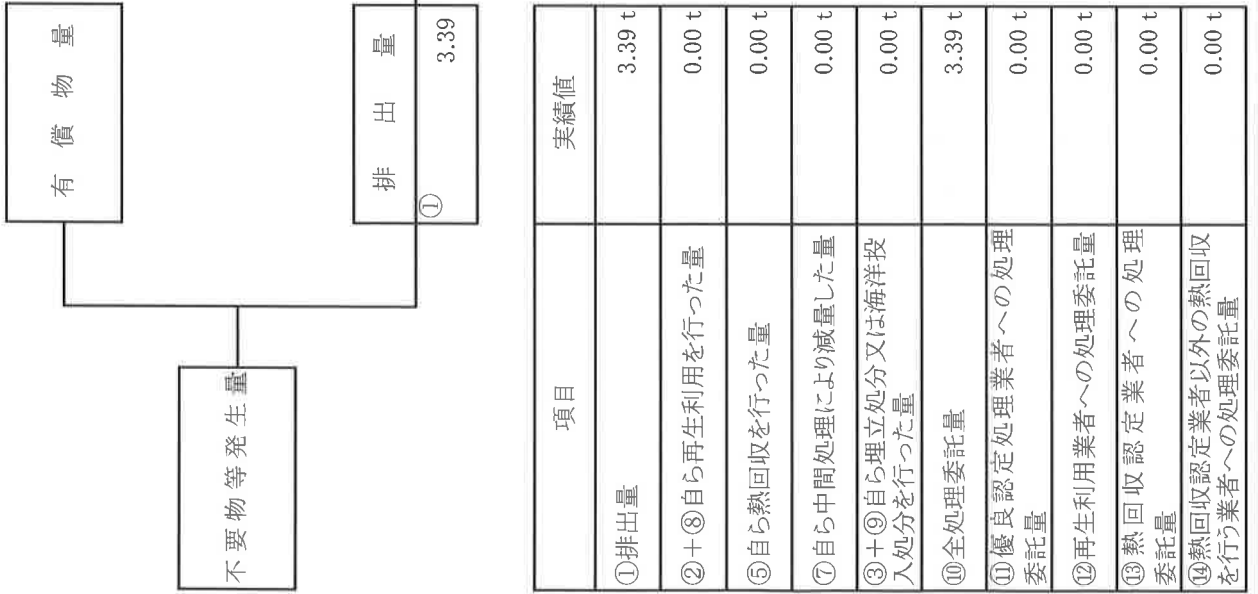 有償物量
排出量
①
3.39
不要物等発生量
項目
実績値
①排出量
3.39 t
②+⑧自ら再生利用を行った量
0.00 t
⑤自ら熱回収を行った量
0.00 t
⑦自ら中間処理により減量した量
0.00 t
③+⑨自ら埋立処分又は海洋投
入処分を行った量
0.00 t
⑩全処理委託量
3.39 t
⑪優良認定処理業者への処理
委託量
0.00 t
⑫再生利用業者への処理委託量
0.00 t
⑬熱回収認定業者への処理
委託量
0.00 t
⑭熱回収認定業者以外の熱回収
を行う業者への処理委託量
0.00 t